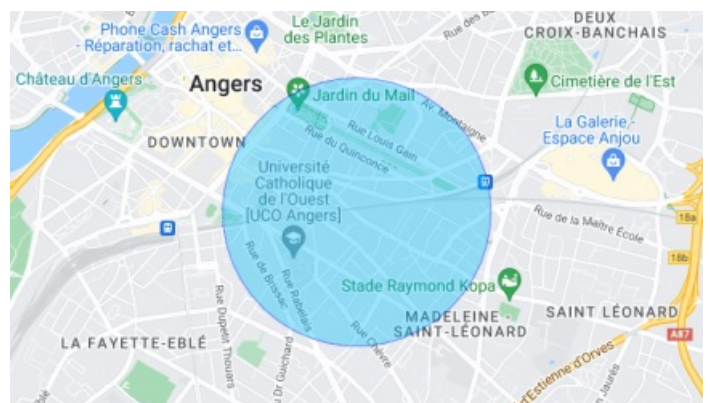 Phone Cash Angers
- Réparation, rachat et...
Le Jardin
des Plantes
Rue des Bo
DEUX
CROIX-BANCHAIS
Château d'Angers
Angers
Jardin du Mail
Av. Montaigne
Cimetière de l'Est
DOWNTOWN
Rue Louis Gain
Rue du Quinconce
La Galerie -
Espace Anjou
Université
Catholique
de l'Ouest
[UCO Angers]
Rue de la Maître École
18a
18b
Rue de Brissac
Rue Rabelais
Stade Raymond Kopa
Rue Dupetit Thouars
MADELEINE -
SAINT-LÉONARD
SAINT LÉONARD
A87
LA FAYETTE-EBLÉ
Rue Chèvre
u Dr Guichard
d'Estienne d'Orves
Jaurès